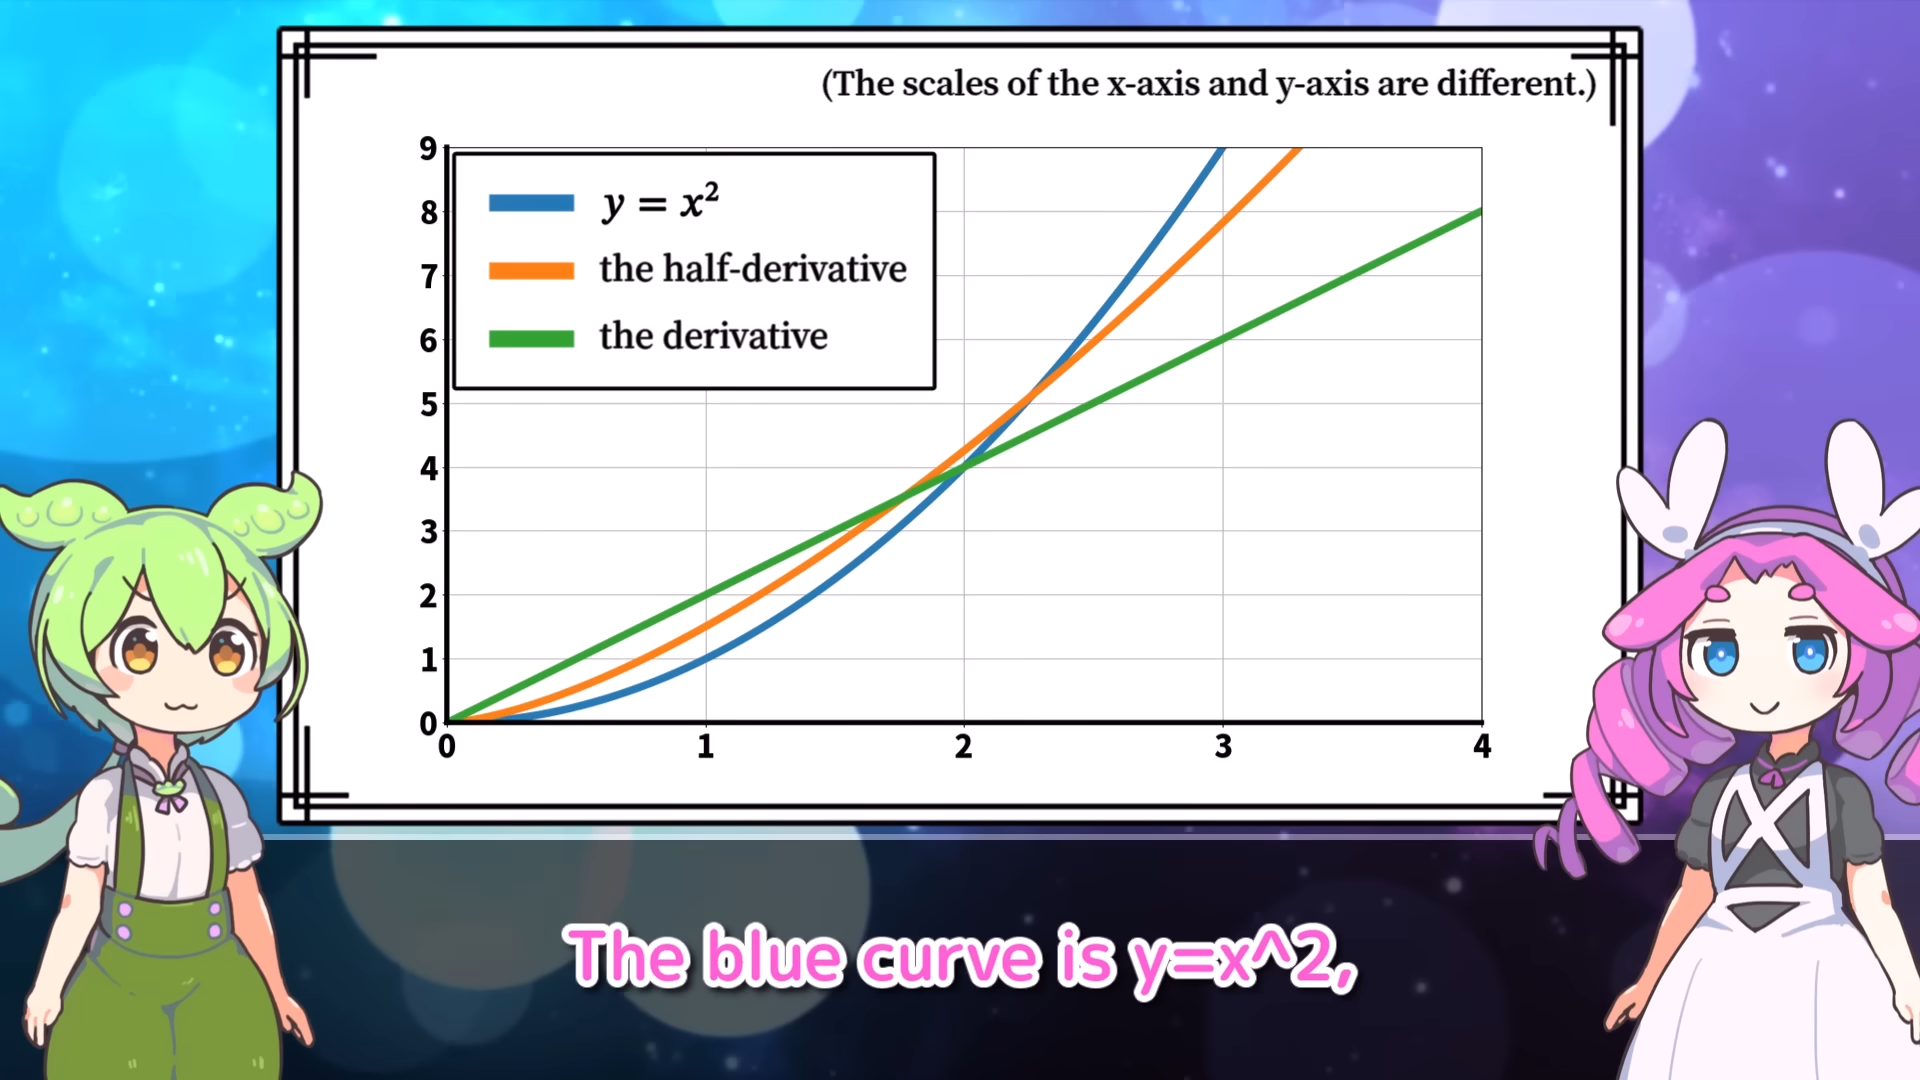 (The scales of the x-axis and y-axis are different.)
9
8
7
6
5
4
3
2
1
0
y = x²
the half-derivative
the derivative
0 1 2 3 4
The blue curve is y=x^2,